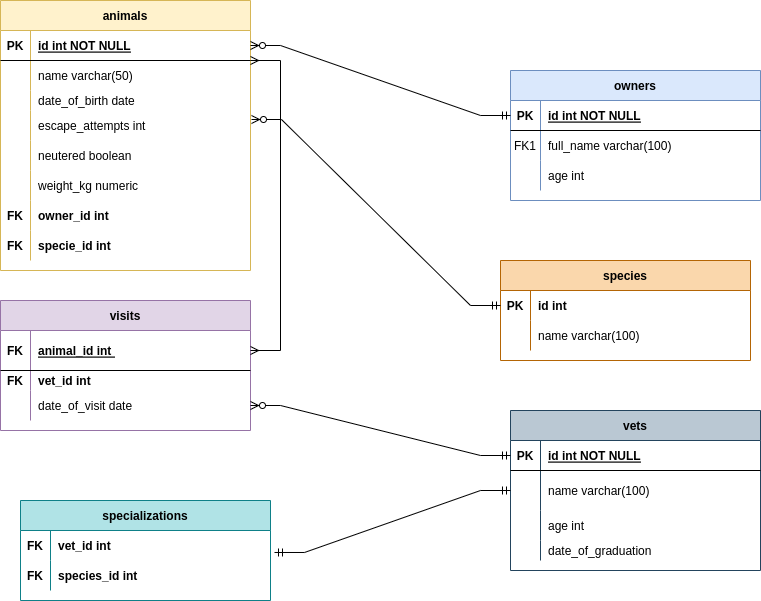 animals
PK id int NOT NULL
name varchar(50)
date_of_birth date
escape_attempts int
neutered boolean
weight_kg numeric
FK owner_id int
FK specie_id int
owners
PK id int NOT NULL
FK1 full_name varchar(100)
age int
species
PK id int
name varchar(100)
visits
FK animal_id int
FK vet_id int
date_of_visit date
vets
PK id int NOT NULL
name varchar(100)
age int
date_of_graduation
specializations
FK vet_id int
FK species_id int